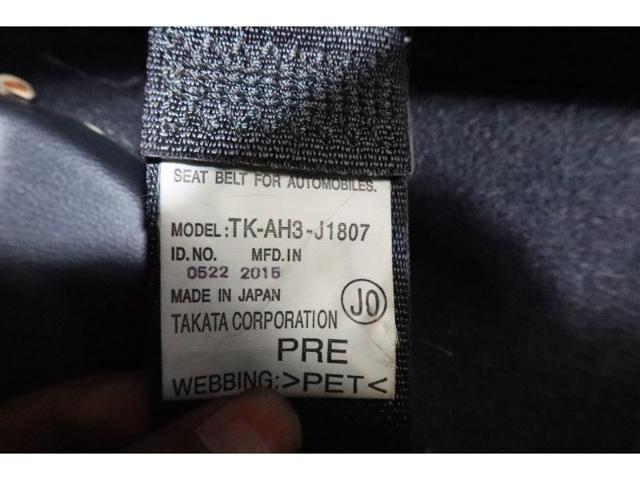 SEAT BELT FOR AUTOMOBILES.
MODEL:TK-AH3-J1807
ID.NO. MFD.IN
0522 2015
MADE IN JAPAN
JO
TAKATA CORPORATION
PRE
WEBBING:>PET<